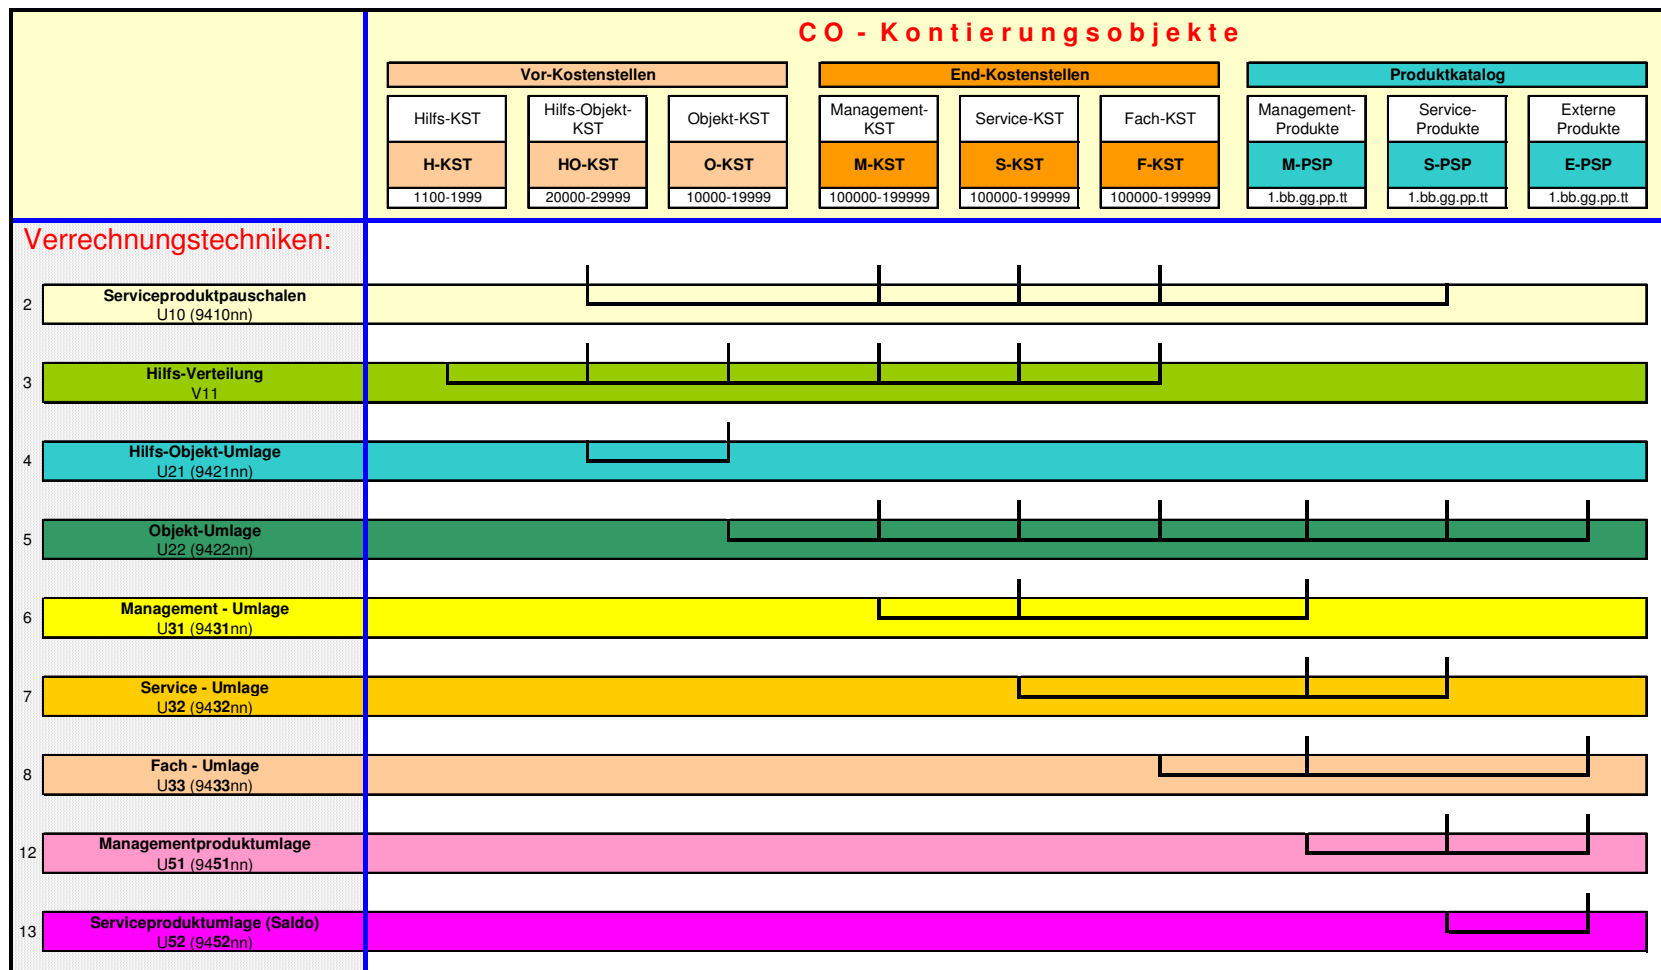 CO - Kontierungsobjekte
Vor-Kostenstellen End-Kostenstellen Produktkatalog
Hilfs-KST Hilfs-Objekt- Objekt-KST Management- Service-KST Fach-KST Management- Service- Externe
KST KST Produkte Produkte Produkte
H-KST HO-KST O-KST M-KST S-KST F-KST M-PSP S-PSP E-PSP
1100-1999 20000-29999 10000-19999 100000-199999 100000-199999 100000-199999 1.bb.gg.pp.tt 1.bb.gg.pp.tt 1.bb.gg.pp.tt
Verrechnungstechniken:
2 Serviceproduktpauschalen
U10 (9410nn)
3 Hilfs-Verteilung
V11
4 Hilfs-Objekt-Umlage
U21 (9421nn)
5 Objekt-Umlage
U22 (9422nn)
6 Management - Umlage
U31 (9431nn)
7 Service - Umlage
U32 (9432nn)
8 Fach - Umlage
U33 (9433nn)
12 Managementproduktumlage
U51 (9451nn)
13 Serviceproduktumlage (Saldo)
U52 (9452nn)